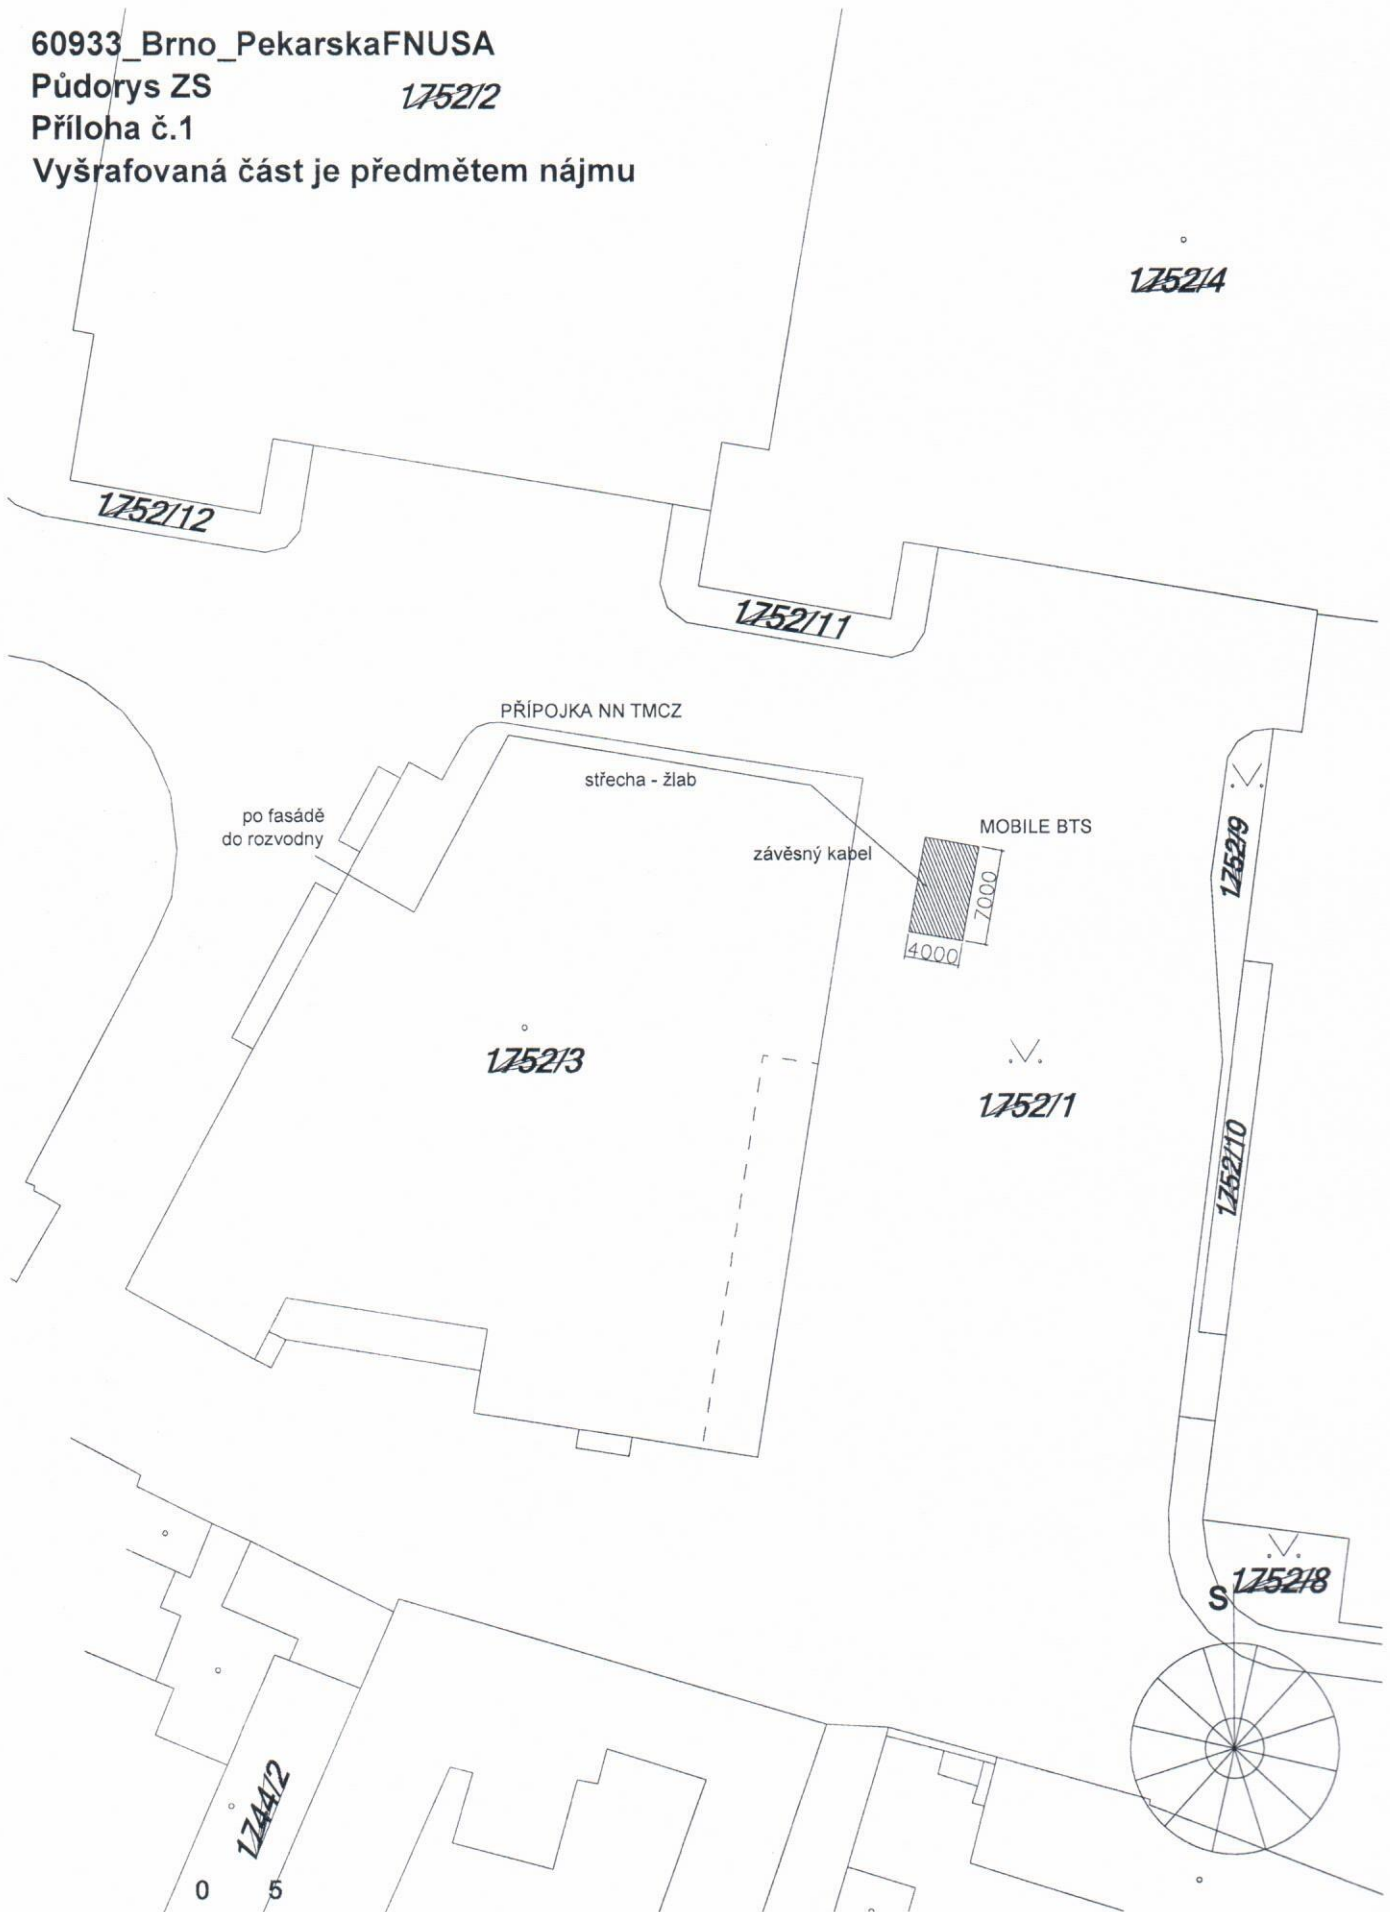 60933_Brno_PekarskaFNUSA
Půdorys ZS
1752/2
Příloha č.1
Vyšrafovaná část je předmětem nájmu
1752/4
1752/12
1752/11
PŘÍPOJKA NN TMCZ
střecha - žlab
po fasádě
do rozvodny
MOBILE BTS
závěsný kabel
1752/9
7000
4000
1752/3
1752/1
1752/10
1752/8
S
1744/2
0 5